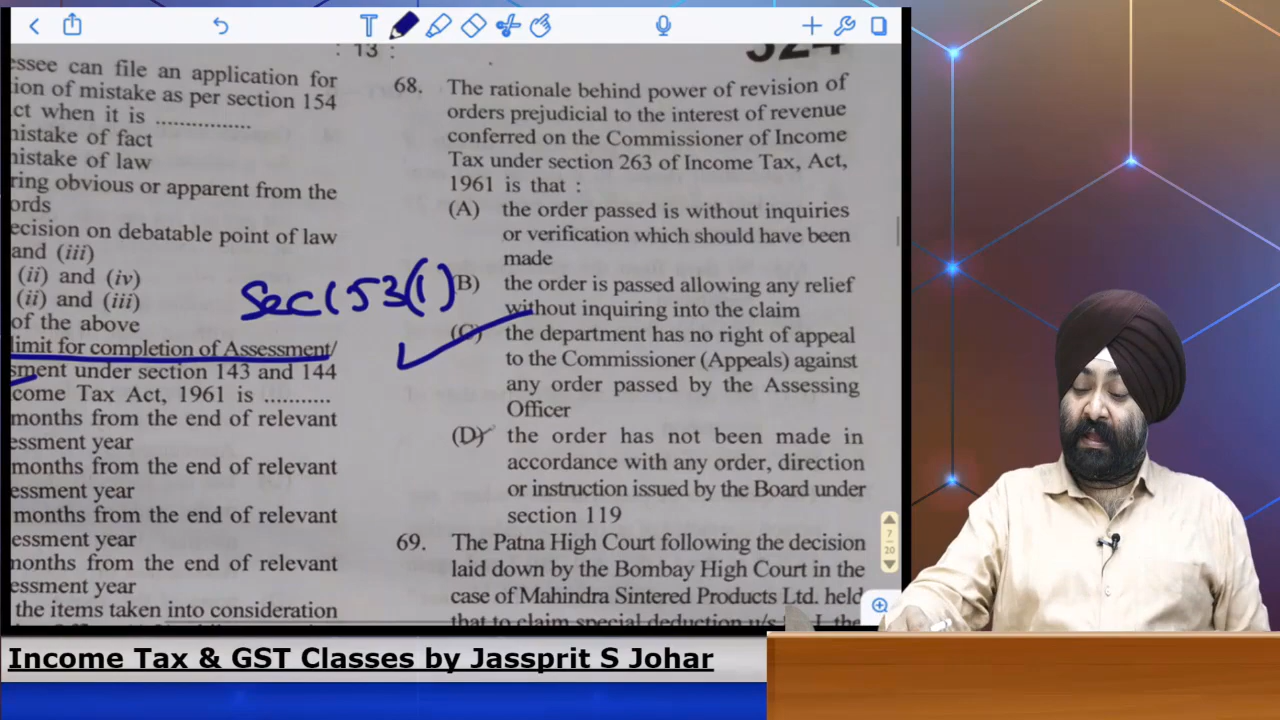 : 13 :
524
essee can file an application for
ion of mistake as per section 154
ct when it is ..................
mistake of fact
mistake of law
ring obvious or apparent from the
ords
ecision on debatable point of law
and (iii)
(ii) and (iv)
(ii) and (iii)
of the above
limit for completion of Assessment/
sment under section 143 and 144
come Tax Act, 1961 is ...........
months from the end of relevant
essment year
months from the end of relevant
essment year
months from the end of relevant
essment year
months from the end of relevant
essment year
the items taken into consideration
Sec 153(1)
68. The rationale behind power of revision of
orders prejudicial to the interest of revenue
conferred on the Commissioner of Income
Tax under section 263 of Income Tax, Act,
1961 is that :
(A) the order passed is without inquiries
or verification which should have been
made
(B) the order is passed allowing any relief
without inquiring into the claim
(C) the department has no right of appeal
to the Commissioner (Appeals) against
any order passed by the Assessing
Officer
(D) the order has not been made in
accordance with any order, direction
or instruction issued by the Board under
section 119
69. The Patna High Court following the decision
laid down by the Bombay High Court in the
case of Mahindra Sintered Products Ltd. held
that to claim special deduction u/s
7
20
Income Tax & GST Classes by Jassprit S Johar